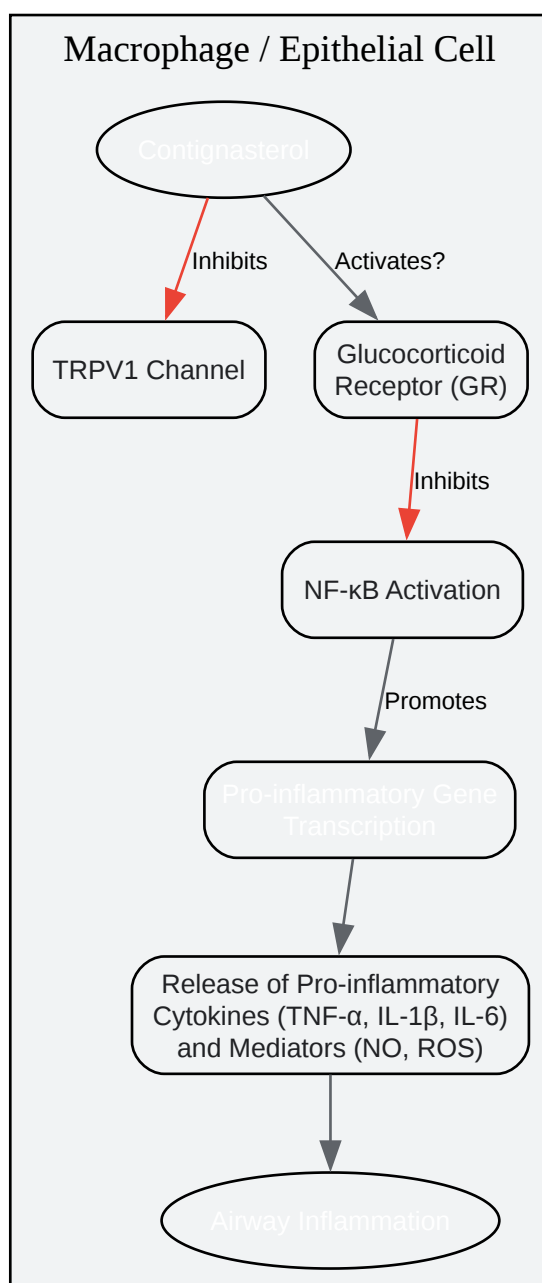 Macrophage / Epithelial Cell
Contignasterol
Inhibits
Activates?
TRPV1 Channel
Glucocorticoid
Receptor (GR)
Inhibits
NF-κB Activation
Promotes
Pro-inflammatory Gene
Transcription
Release of Pro-inflammatory
Cytokines (TNF-α, IL-1β, IL-6)
and Mediators (NO, ROS)
Airway Inflammation